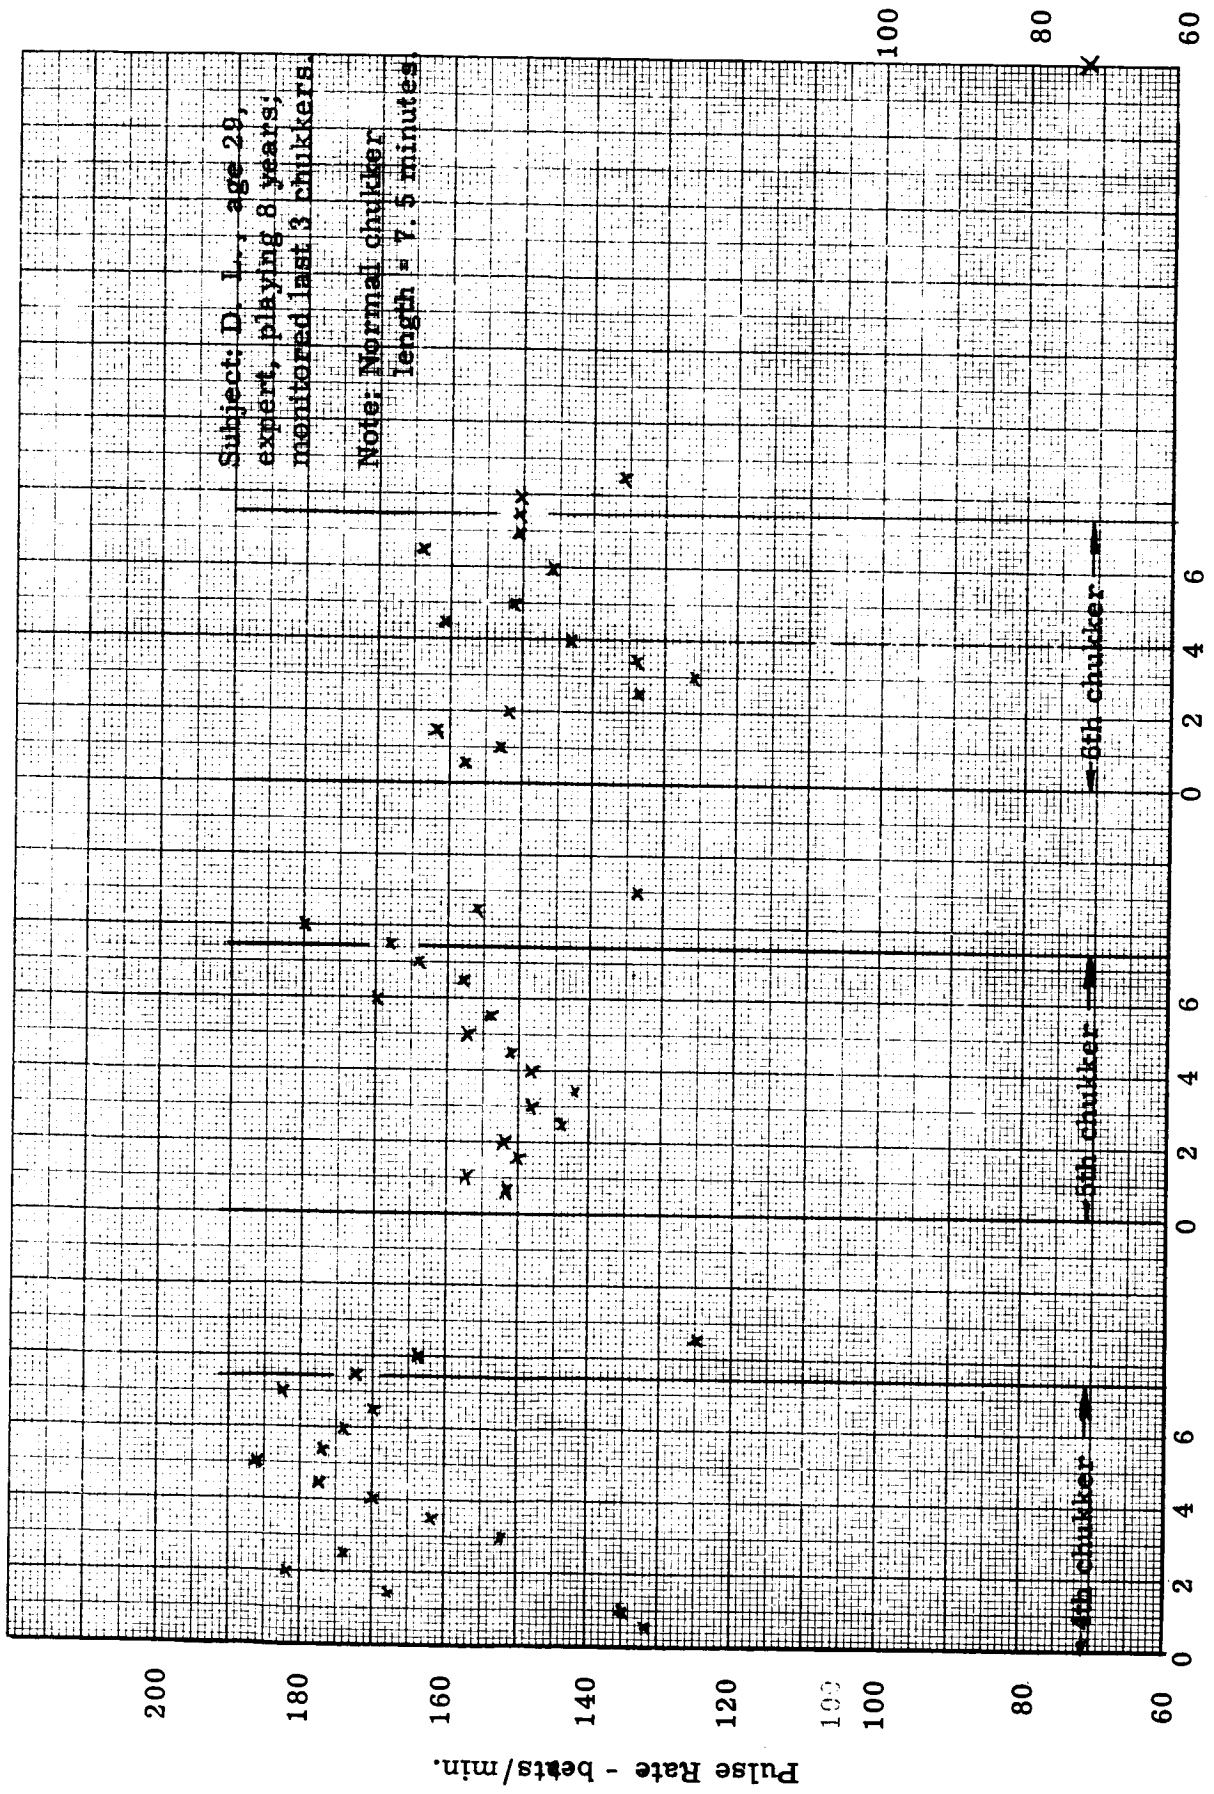 Subject: D. L., age 29,
expert, playing 8 years;
monitored last 3 chukkers.
Note: Normal chukker
length = 7.5 minutes.
Pulse Rate - beats/min.
200
180
160
140
120
100
100
80
60
100
80
60
4th chukker
5th chukker
6th chukker
0 2 4 6 0 2 4 6 0 2 4 6